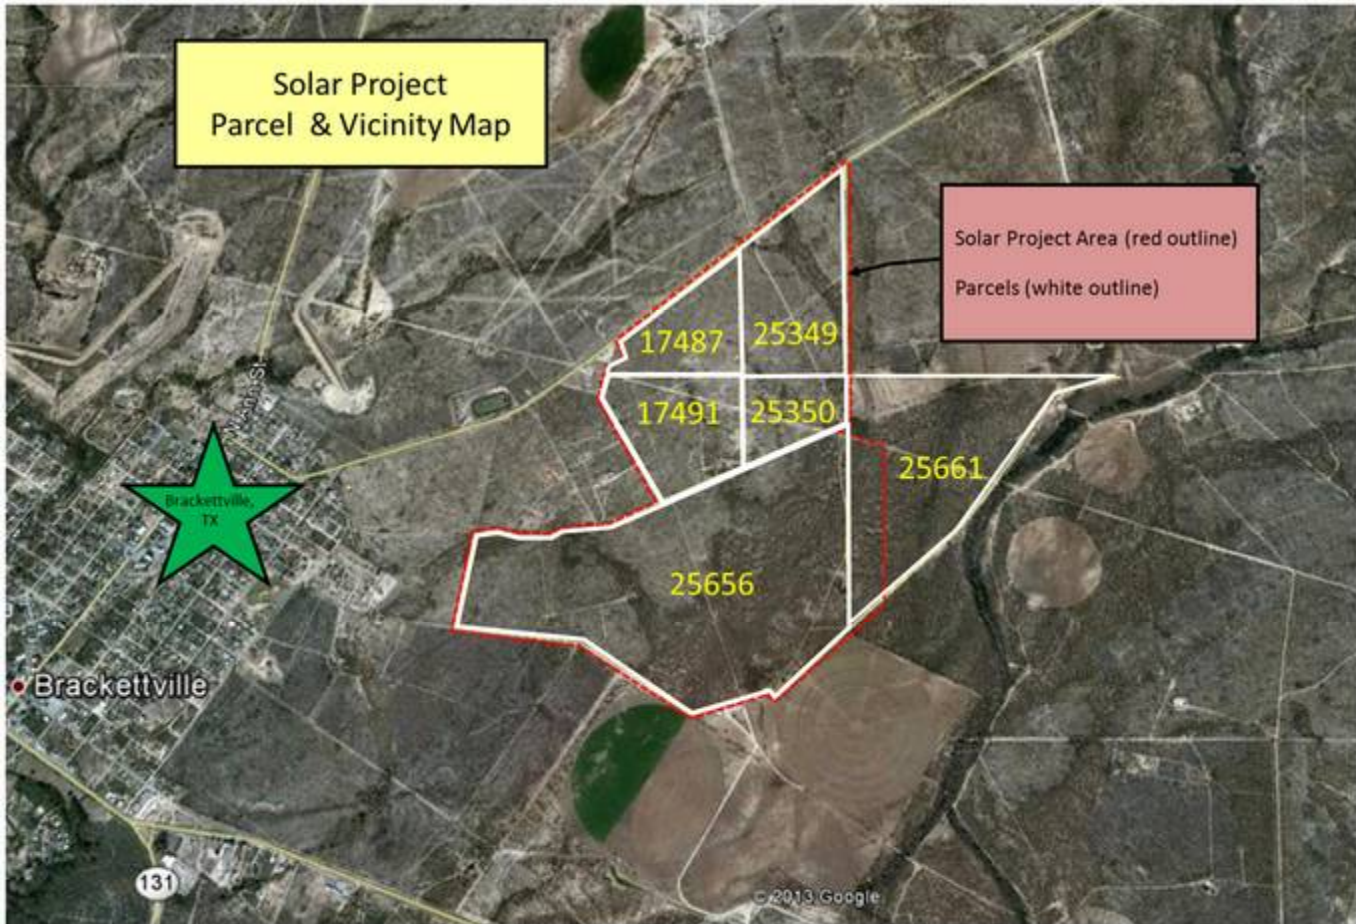 Solar Project
Parcel & Vicinity Map
Solar Project Area (red outline)
Parcels (white outline)
17487
25349
17491
25350
25661
Brackettville,
TX
25656
Brackettville
131
© 2013 Google